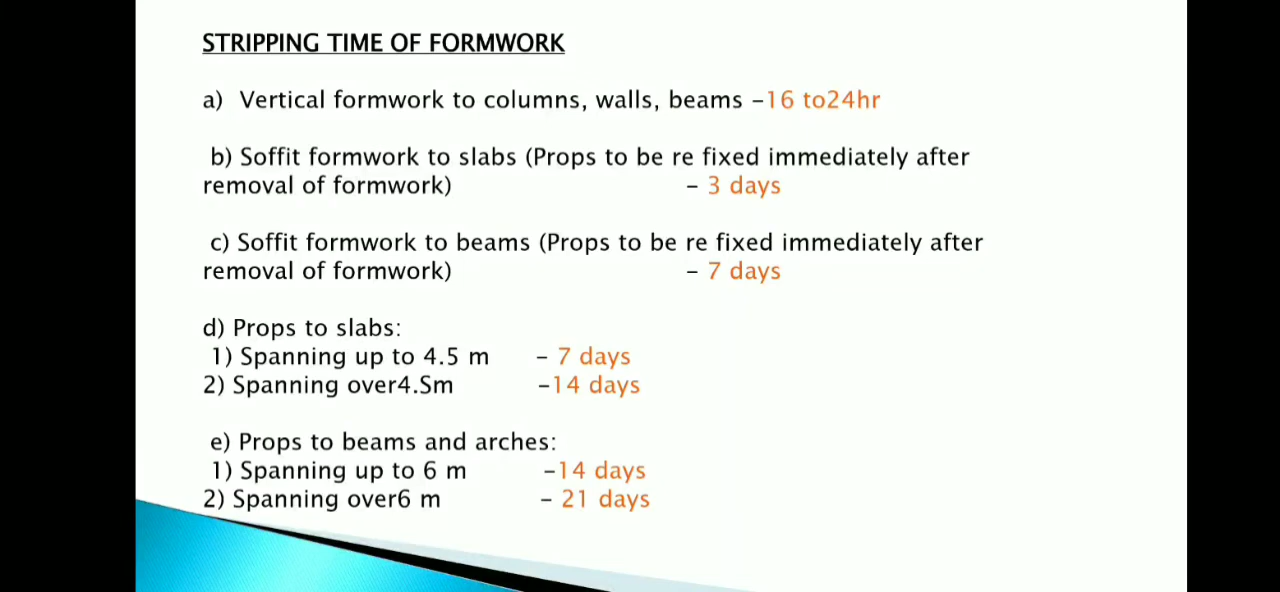 STRIPPING TIME OF FORMWORK
a) Vertical formwork to columns, walls, beams –16 to24hr
b) Soffit formwork to slabs (Props to be re fixed immediately after
removal of formwork) – 3 days
c) Soffit formwork to beams (Props to be re fixed immediately after
removal of formwork) – 7 days
d) Props to slabs:
1) Spanning up to 4.5 m – 7 days
2) Spanning over4.Sm –14 days
e) Props to beams and arches:
1) Spanning up to 6 m –14 days
2) Spanning over6 m – 21 days